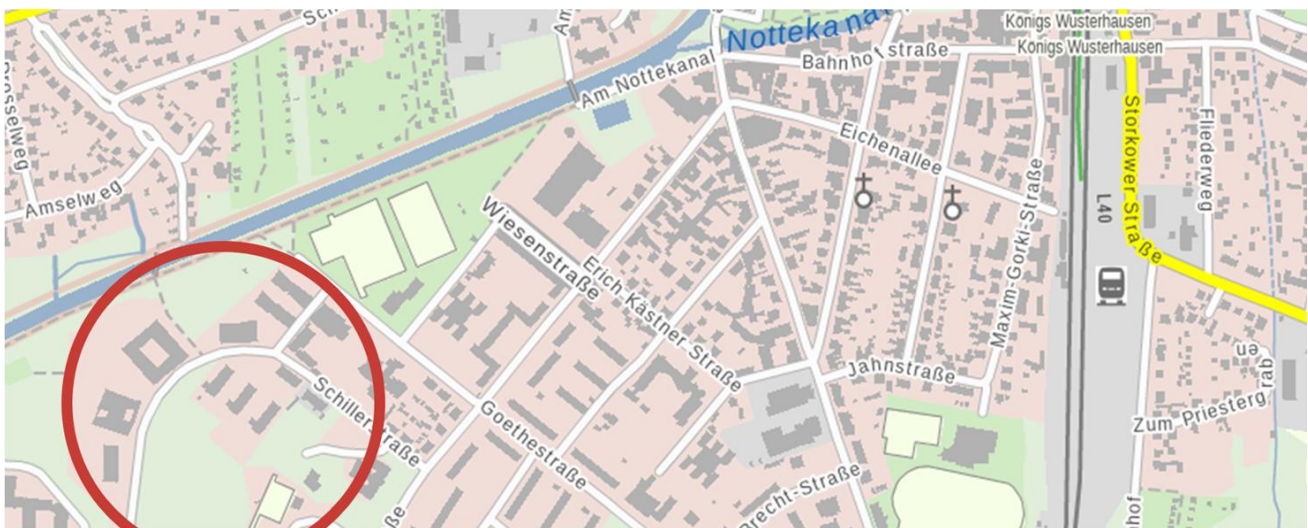 Nottekana
Königs Wusterhausen
Königs Wusterhausen
Bahnhofstraße
Am Nottekanal
Eichenallee
Storkower Straße
Fliederweg
Amselweg
L40
Wiesenstraße
Erich Kästner Straße
Maxim-Gorki-Straße
Jahnstraße
Schillerstraße
Goethestraße
Zum Priestergraben